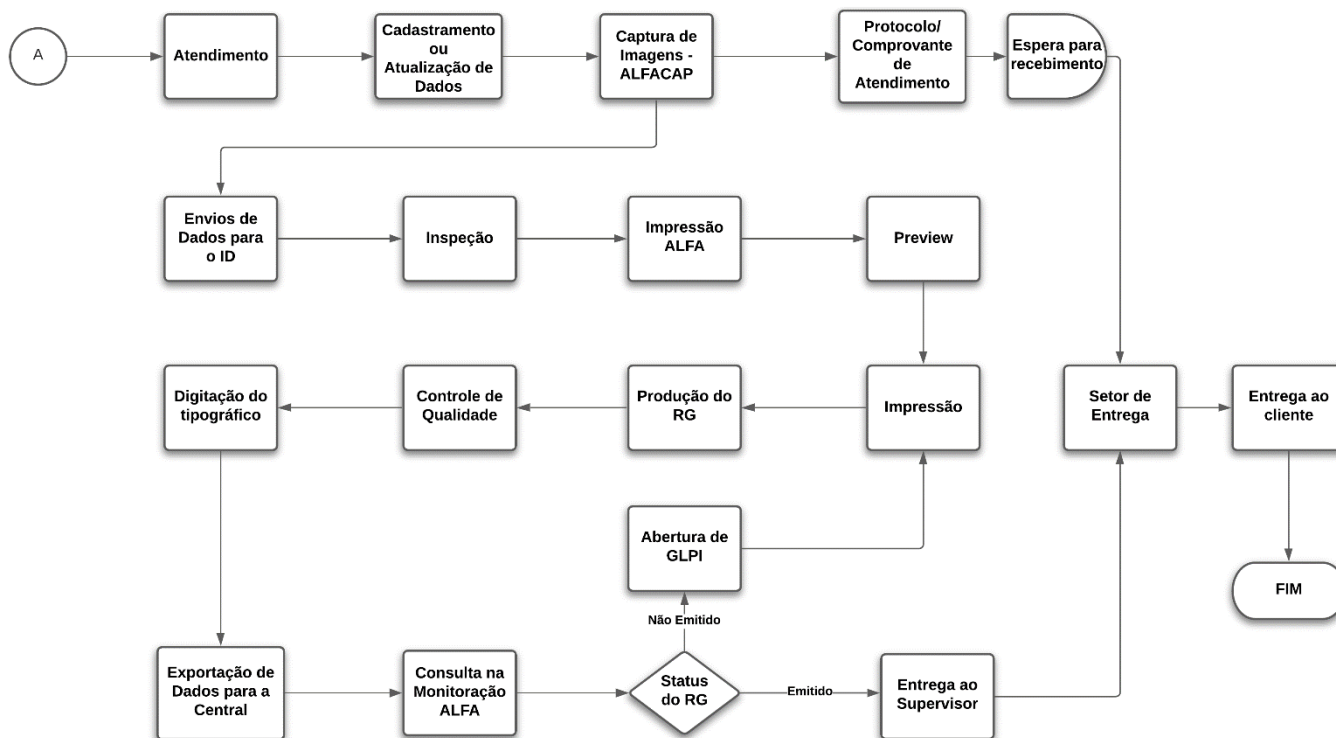 A
Atendimento
Cadastramento
ou
Atualização de
Dados
Captura de
Imagens -
ALFACAP
Protocolo/
Comprovante
de
Atendimento
Espera para
recebimento
Envios de
Dados para
o ID
Inspeção
Impressão
ALFA
Preview
Digitação do
tipográfico
Controle de
Qualidade
Produção do
RG
Impressão
Setor de
Entrega
Entrega ao
cliente
Abertura de
GLPI
FIM
Não Emitido
Exportação de
Dados para a
Central
Consulta na
Monitoração
ALFA
Status
do RG
Emitido
Entrega ao
Supervisor